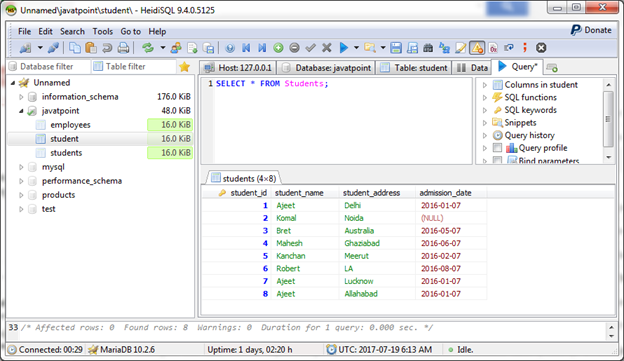 Unnamed\javatpoint\student\ - HeidiSQL 9.4.0.5125
File Edit Search Tools Go to Help
Donate
Database filter
Table filter
Host: 127.0.0.1
Database: javatpoint
Table: student
Data
Query*
Unnamed
information_schema 176.0 KiB
javatpoint 48.0 KiB
employees 16.0 KiB
student 16.0 KiB
students 16.0 KiB
mysql
performance_schema
products
test
1 SELECT * FROM Students;
Columns in student
SQL functions
SQL keywords
Snippets
Query history
Query profile
Bind parameters
students (4×8)
student_id student_name student_address admission_date
1 Ajeet Delhi 2016-01-07
2 Komal Noida (NULL)
3 Bret Australia 2016-05-07
4 Mahesh Ghaziabad 2016-06-07
5 Kanchan Meerut 2016-02-07
6 Robert LA 2016-08-07
7 Ajeet Lucknow 2016-01-07
8 Ajeet Allahabad 2016-01-07
33 /* Affected rows: 0 Found rows: 8 Warnings: 0 Duration for 1 query: 0.000 sec. */
Connected: 00:29
MariaDB 10.2.6
Uptime: 1 days, 02:20 h
UTC: 2017-07-19 6:13 AM
Idle.